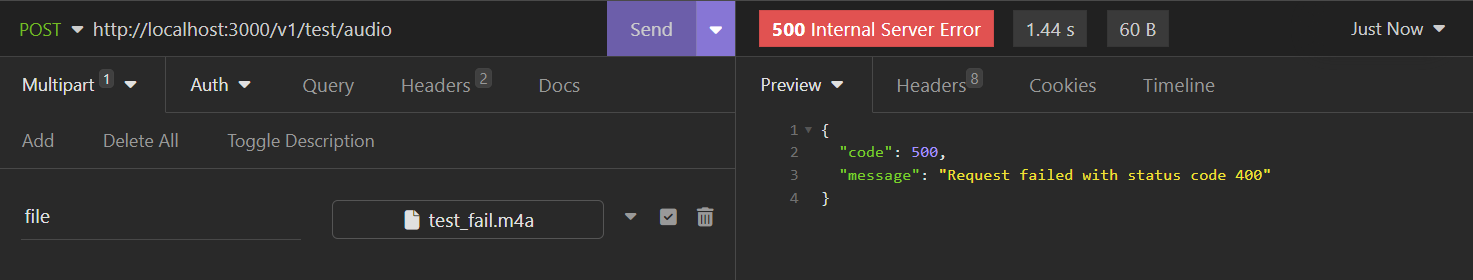 POST http://localhost:3000/v1/test/audio Send
500 Internal Server Error 1.44 s 60 B Just Now
Multipart 1 Auth Query Headers 2 Docs
Preview Headers 8 Cookies Timeline
Add Delete All Toggle Description
file test_fail.m4a
1 {
2 "code": 500,
3 "message": "Request failed with status code 400"
4 }